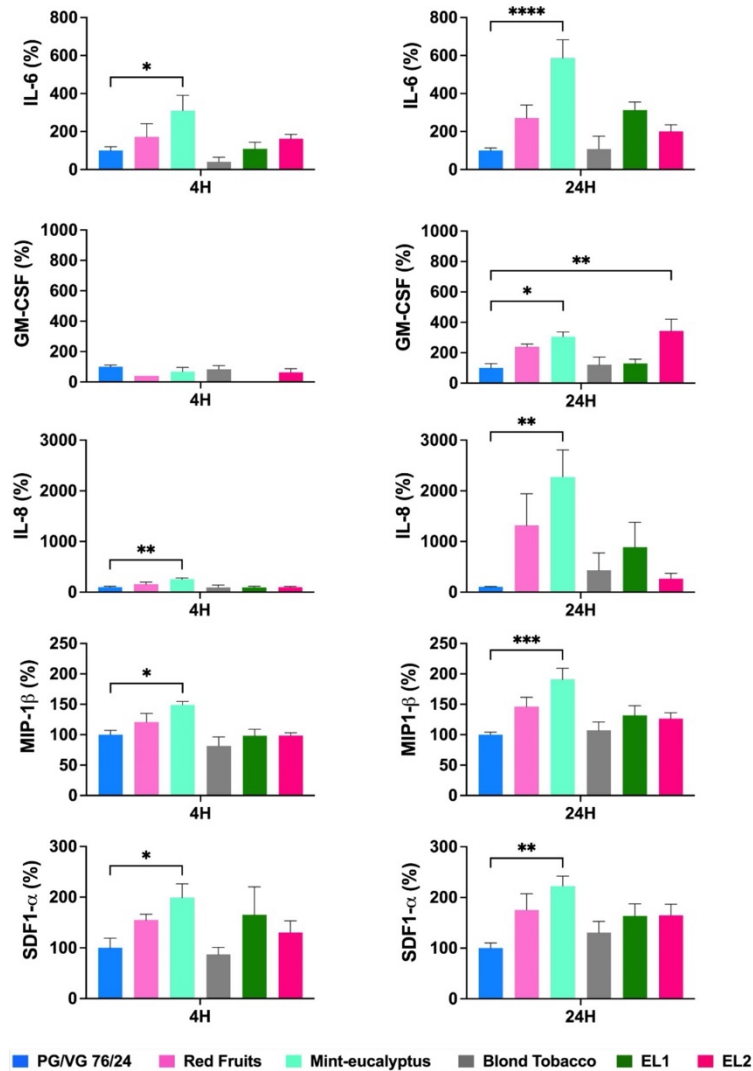 IL-6 (%)
800
600
400
200
0
*
4H
IL-6 (%)
800
600
400
200
0
****
24H
GM-CSF (%)
1000
800
600
400
200
0
4H
GM-CSF (%)
1000
800
600
400
200
0
**
*
24H
IL-8 (%)
3000
2000
1000
0
**
4H
IL-8 (%)
3000
2000
1000
0
**
24H
MIP-1β (%)
250
200
150
100
50
0
*
4H
MIP1-β (%)
250
200
150
100
50
0
***
24H
SDF1-α (%)
300
200
100
0
*
4H
SDF1-α (%)
300
200
100
0
**
24H
PG/VG 76/24 Red Fruits Mint-eucalyptus Blond Tobacco EL1 EL2